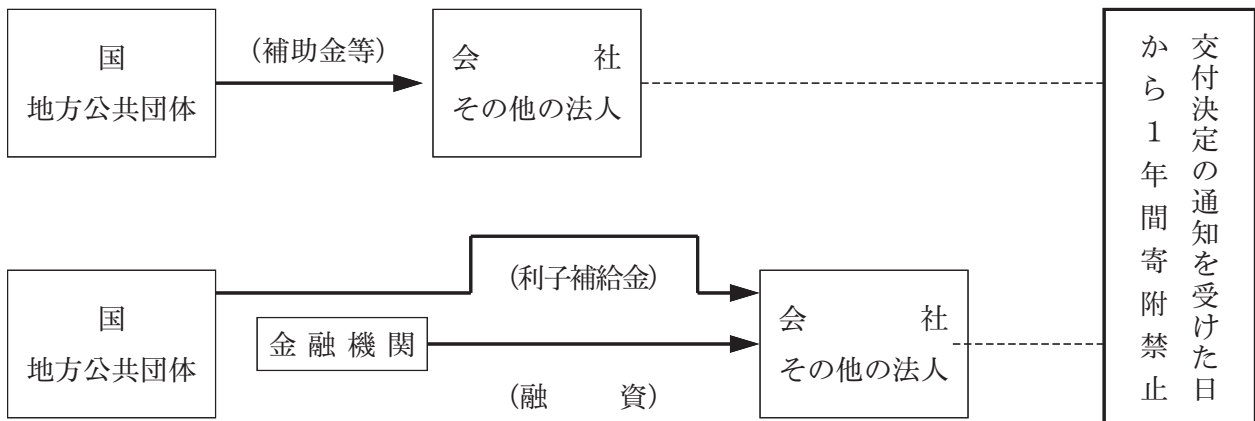 国
地方公共団体
(補助金等)
会社
その他の法人
交付決定の通知を受けた日
から1年間寄附禁止
国
地方公共団体
(利子補給金)
金融機関
(融資)
会社
その他の法人